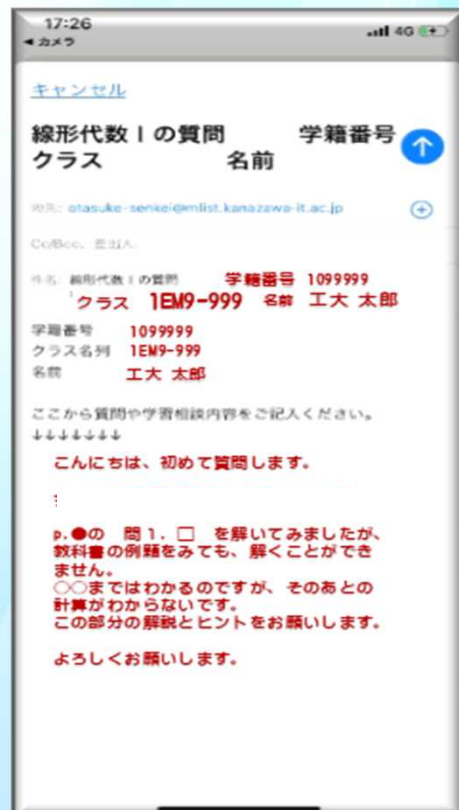 17:26
4G
◀カメラ
キャンセル
線形代数Ⅰの質問 学籍番号
クラス 名前
宛先: otasuke-senkei@mlist.kanazawa-it.ac.jp
Cc/Bcc、差出人:
件名: 線形代数Ⅰの質問 学籍番号 1099999
クラス 1EM9-999 名前 工大 太郎
学籍番号 1099999
クラス名列 1EM9-999
名前 工大 太郎
ここから質問や学習相談内容をご記入ください。
↓↓↓↓↓↓↓
こんにちは、初めて質問します。
p.●の 問1.□ を解いてみましたが、
教科書の例題をみても、解くことができ
ません。
○○まではわかるのですが、そのあとの
計算がわからないです。
この部分の解説とヒントをお願いします。
よろしくお願いします。